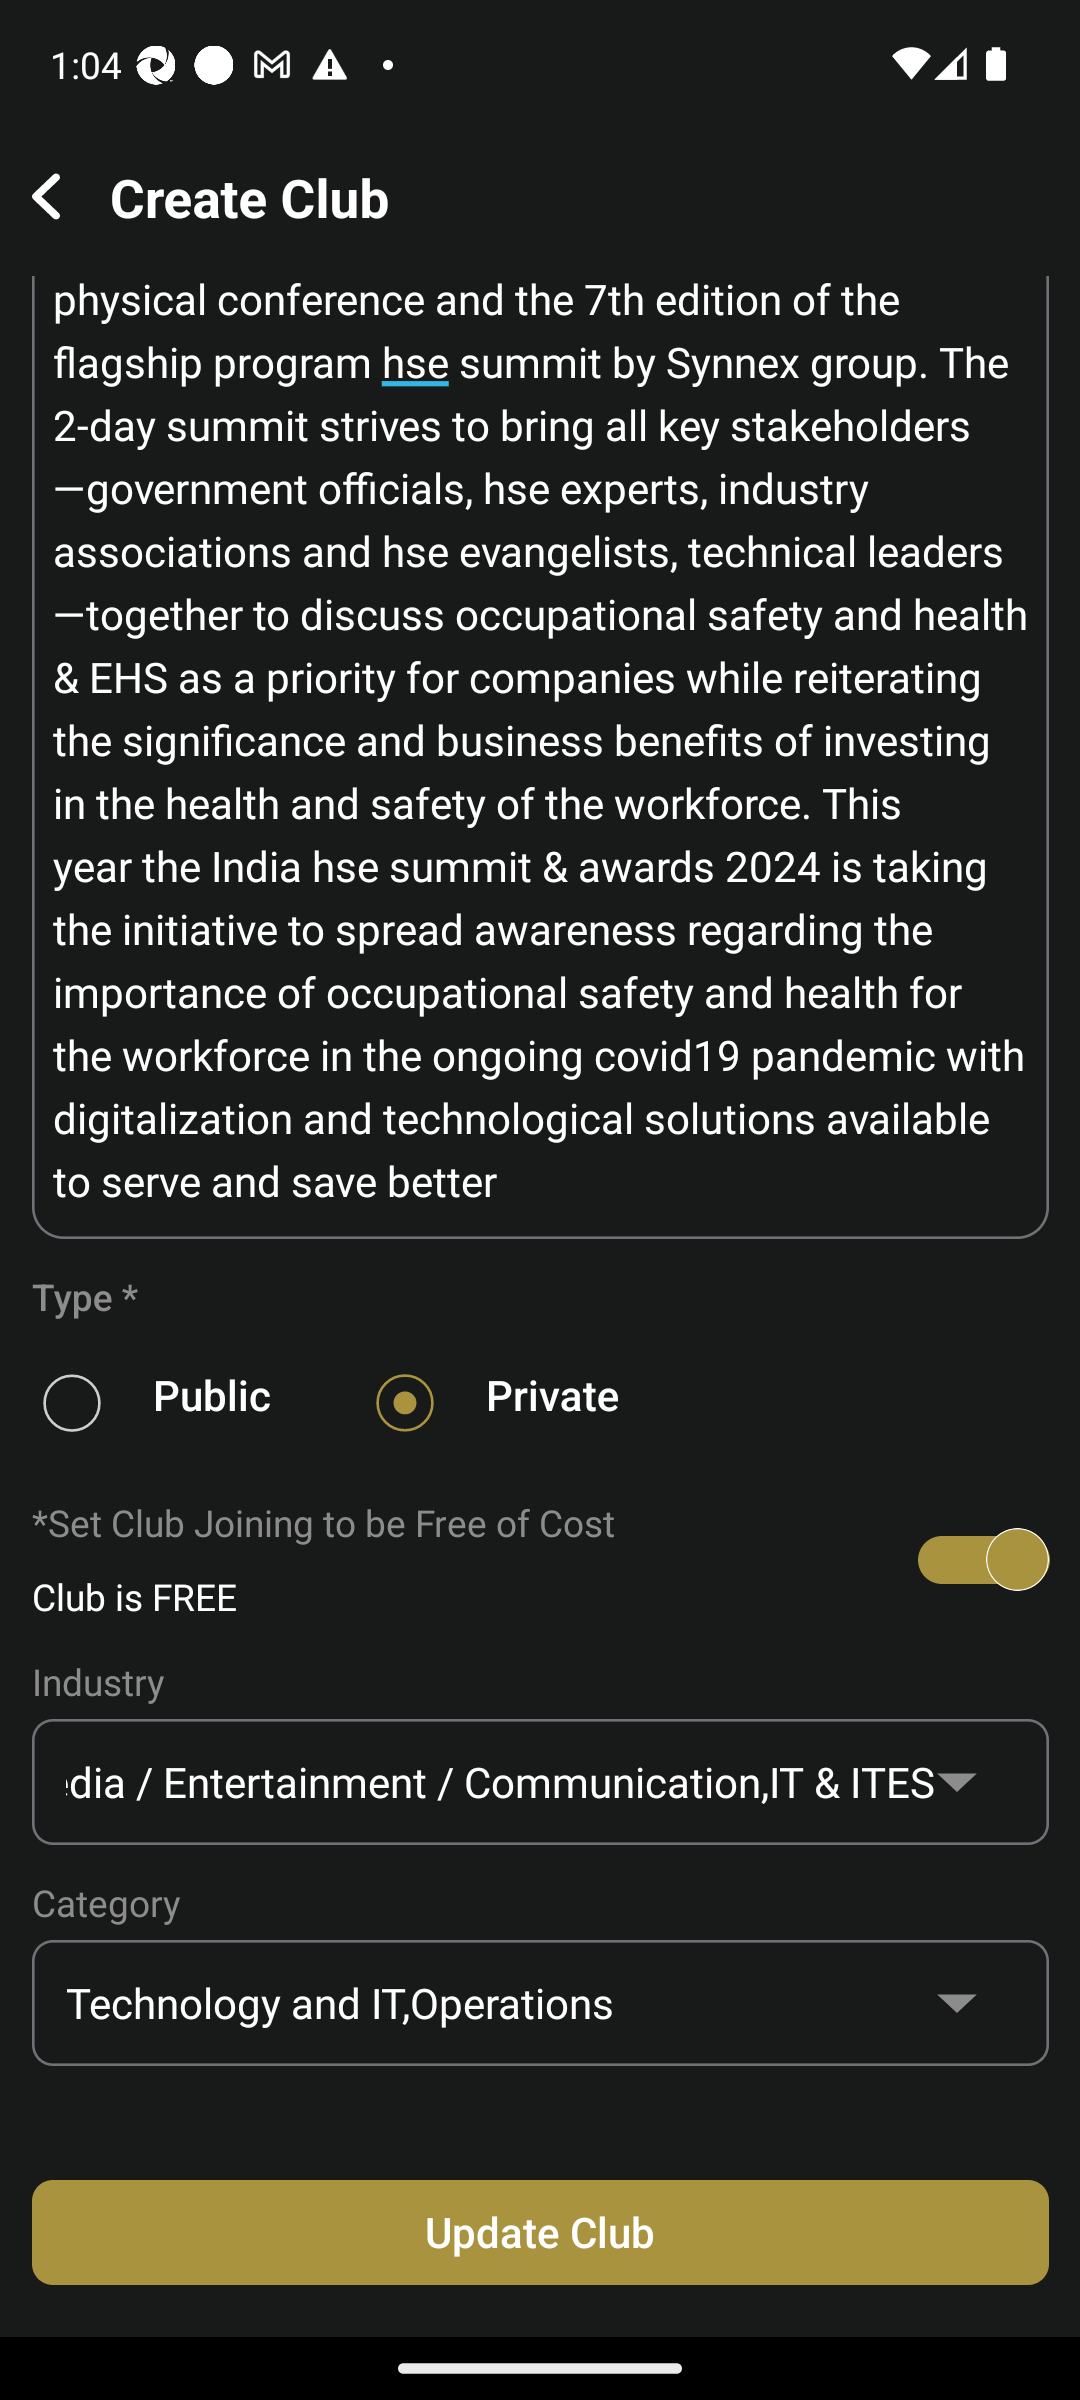 1:04
Create Club
physical conference and the 7th edition of the
flagship program hse summit by Synnex group. The
2-day summit strives to bring all key stakeholders
—government officials, hse experts, industry
associations and hse evangelists, technical leaders
—together to discuss occupational safety and health
& EHS as a priority for companies while reiterating
the significance and business benefits of investing
in the health and safety of the workforce. This
year the India hse summit & awards 2024 is taking
the initiative to spread awareness regarding the
importance of occupational safety and health for
the workforce in the ongoing covid19 pandemic with
digitalization and technological solutions available
to serve and save better
Type *
Public Private
*Set Club Joining to be Free of Cost
Club is FREE
Industry
dia / Entertainment / Communication,IT & ITES
Category
Technology and IT,Operations
Update Club